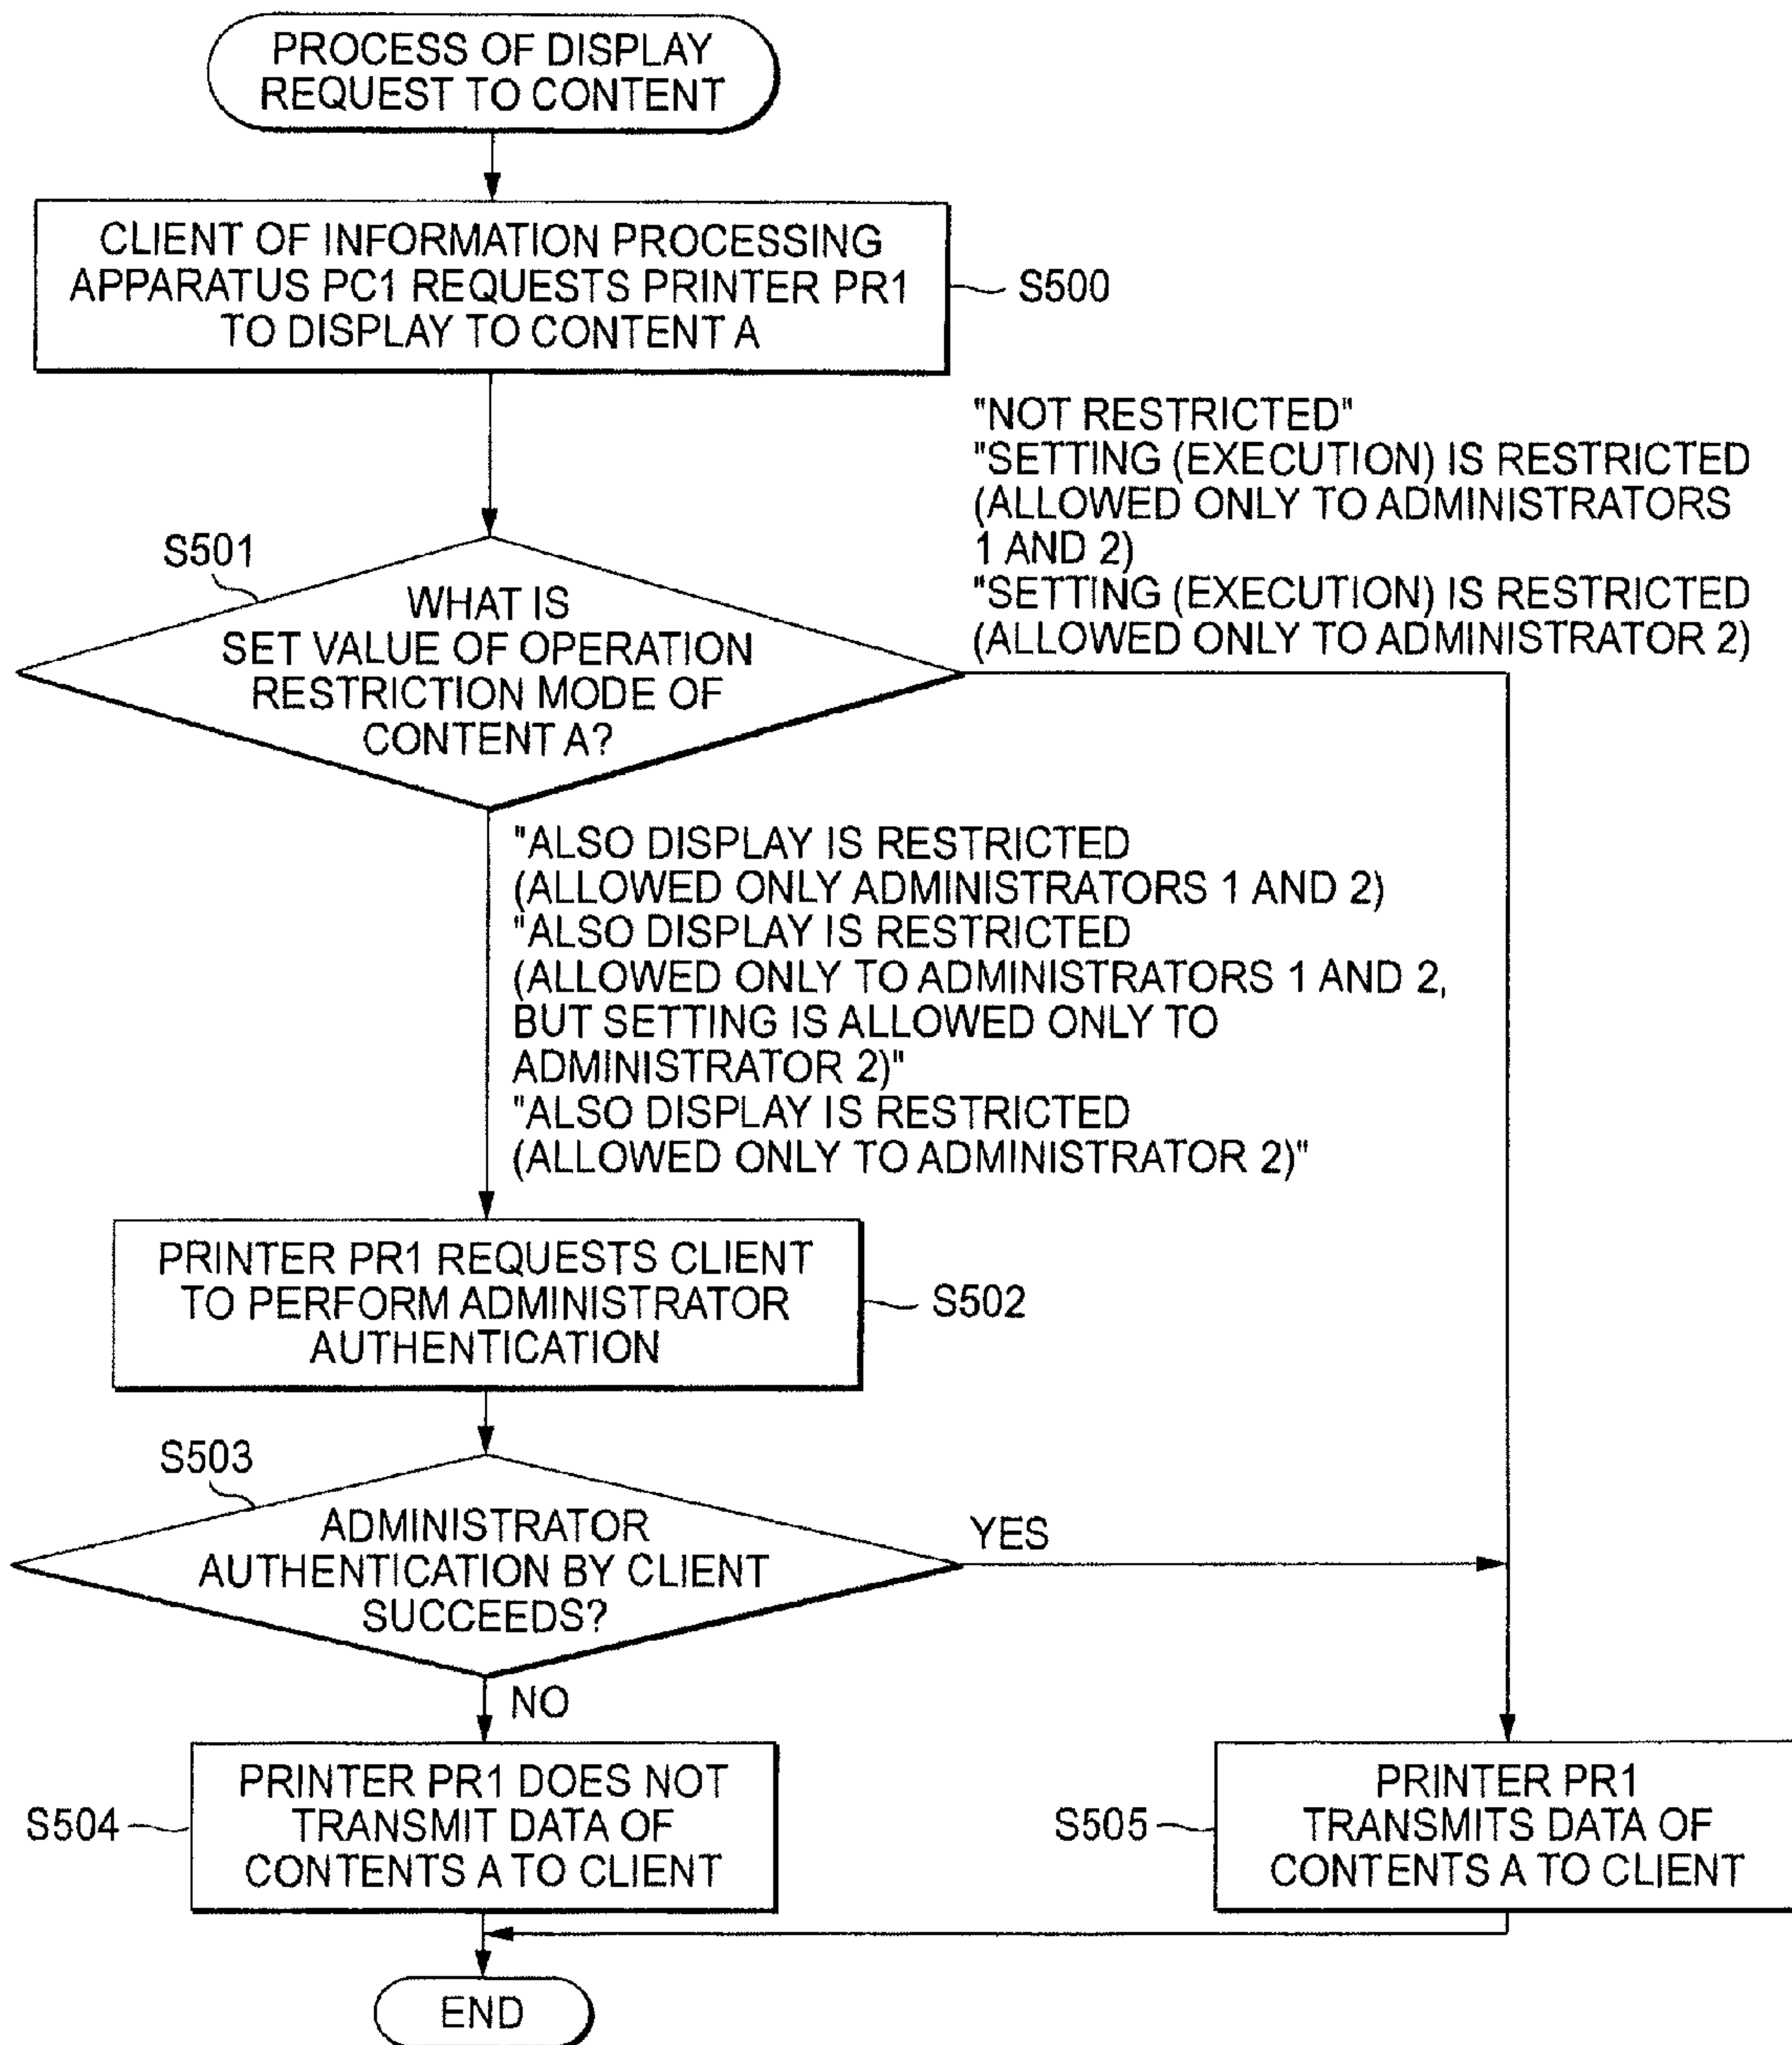 PROCESS OF DISPLAY
REQUEST TO CONTENT
CLIENT OF INFORMATION PROCESSING
APPARATUS PC1 REQUESTS PRINTER PR1
TO DISPLAY TO CONTENT A
S500
"NOT RESTRICTED"
"SETTING (EXECUTION) IS RESTRICTED
(ALLOWED ONLY TO ADMINISTRATORS
1 AND 2)
"SETTING (EXECUTION) IS RESTRICTED
(ALLOWED ONLY TO ADMINISTRATOR 2)
S501
WHAT IS
SET VALUE OF OPERATION
RESTRICTION MODE OF
CONTENT A?
"ALSO DISPLAY IS RESTRICTED
(ALLOWED ONLY ADMINISTRATORS 1 AND 2)
"ALSO DISPLAY IS RESTRICTED
(ALLOWED ONLY TO ADMINISTRATORS 1 AND 2,
BUT SETTING IS ALLOWED ONLY TO
ADMINISTRATOR 2)"
"ALSO DISPLAY IS RESTRICTED
(ALLOWED ONLY TO ADMINISTRATOR 2)"
PRINTER PR1 REQUESTS CLIENT
TO PERFORM ADMINISTRATOR
AUTHENTICATION
S502
S503
ADMINISTRATOR
AUTHENTICATION BY CLIENT
SUCCEEDS?
YES
NO
S504
PRINTER PR1 DOES NOT
TRANSMIT DATA OF
CONTENTS A TO CLIENT
S505
PRINTER PR1
TRANSMITS DATA OF
CONTENTS A TO CLIENT
END